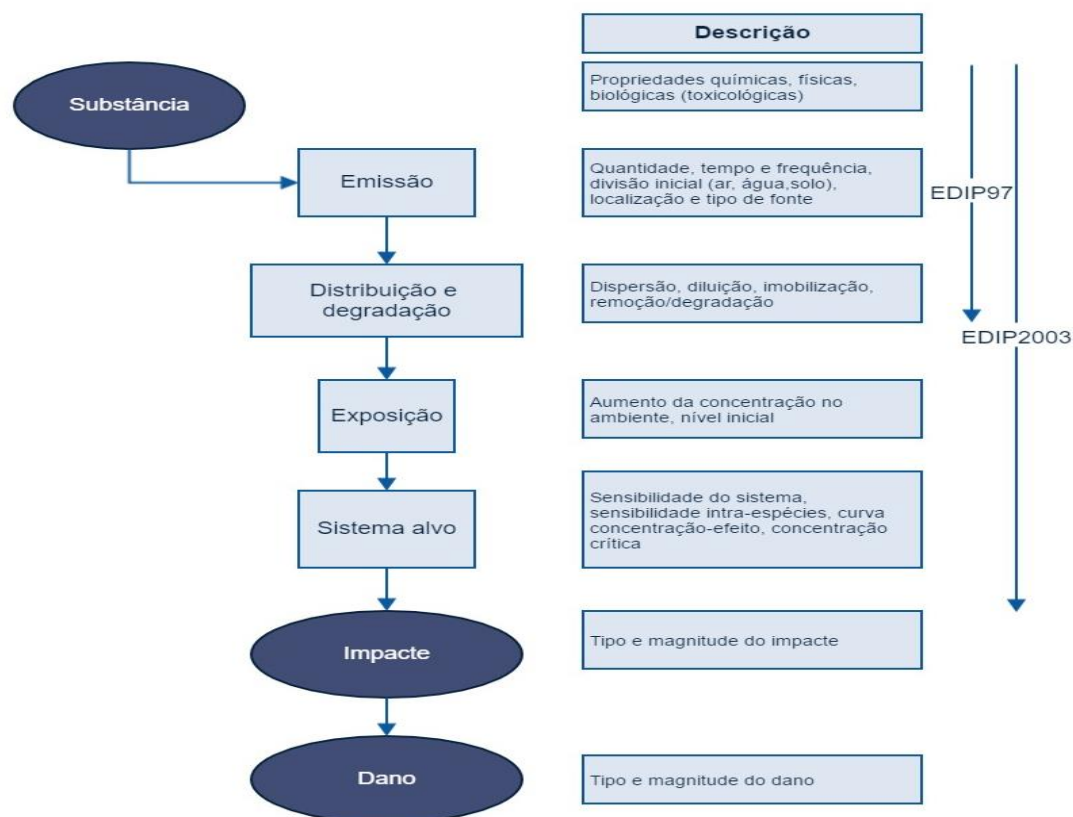 Descrição
Substância
Propriedades químicas, físicas,
biológicas (toxicológicas)
Emissão
Quantidade, tempo e frequência,
divisão inicial (ar, água,solo),
localização e tipo de fonte
EDIP97
Distribuição e
degradação
Dispersão, diluição, imobilização,
remoção/degradação
EDIP2003
Exposição
Aumento da concentração no
ambiente, nível inicial
Sistema alvo
Sensibilidade do sistema,
sensibilidade intra-espécies, curva
concentração-efeito, concentração
crítica
Impacte
Tipo e magnitude do impacte
Dano
Tipo e magnitude do dano